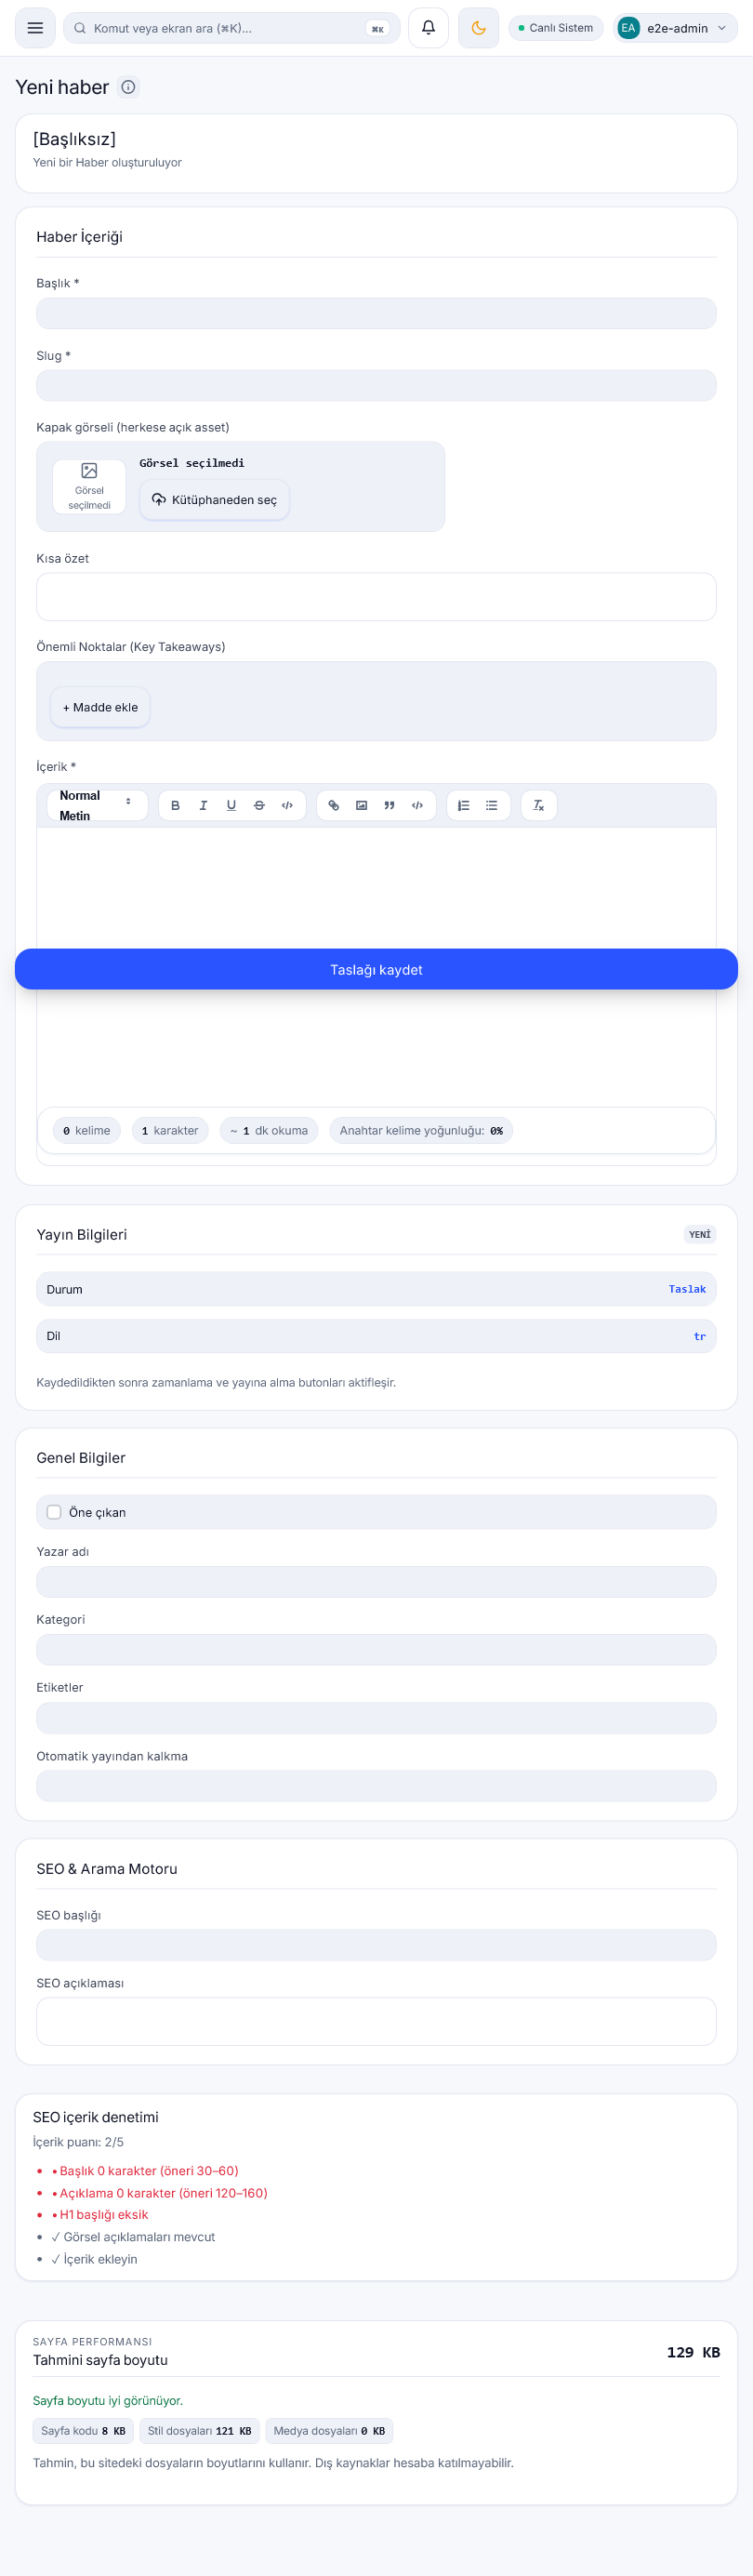 Komut veya ekran ara (⌘K)...
⌘K
Canlı Sistem
EA
e2e-admin
Yeni haber
[Başlıksız]
Yeni bir Haber oluşturuluyor
Haber İçeriği
Başlık *
Slug *
Kapak görseli (herkese açık asset)
Görsel
seçilmedi
Görsel seçilmedi
Kütüphaneden seç
Kısa özet
Önemli Noktalar (Key Takeaways)
+ Madde ekle
İçerik *
Normal
Metin
Taslağı kaydet
0 kelime
1 karakter
~ 1 dk okuma
Anahtar kelime yoğunluğu: 0%
Yayın Bilgileri
YENİ
Durum
Taslak
Dil
tr
Kaydedildikten sonra zamanlama ve yayına alma butonları aktifleşir.
Genel Bilgiler
Öne çıkan
Yazar adı
Kategori
Etiketler
Otomatik yayından kalkma
SEO & Arama Motoru
SEO başlığı
SEO açıklaması
SEO içerik denetimi
İçerik puanı: 2/5
• • Başlık 0 karakter (öneri 30–60)
• • Açıklama 0 karakter (öneri 120–160)
• • H1 başlığı eksik
• ✓ Görsel açıklamaları mevcut
• ✓ İçerik ekleyin
SAYFA PERFORMANSI
Tahmini sayfa boyutu
129 KB
Sayfa boyutu iyi görünüyor.
Sayfa kodu 8 KB
Stil dosyaları 121 KB
Medya dosyaları 0 KB
Tahmin, bu sitedeki dosyaların boyutlarını kullanır. Dış kaynaklar hesaba katılmayabilir.